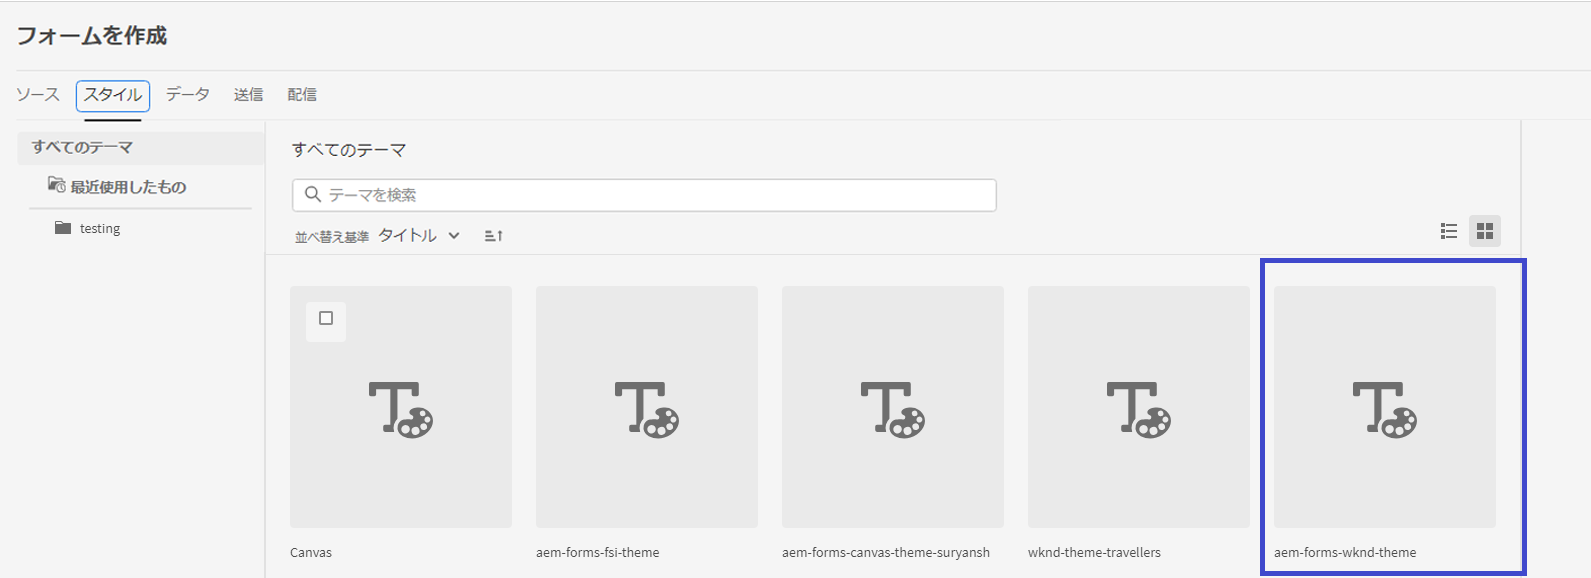 フォームを作成
ソース スタイル データ 送信 配信
すべてのテーマ
最近使用したもの
testing
すべてのテーマ
テーマを検索
並べ替え基準 タイトル
Canvas
aem-forms-fsi-theme
aem-forms-canvas-theme-suryansh
wknd-theme-travellers
aem-forms-wknd-theme